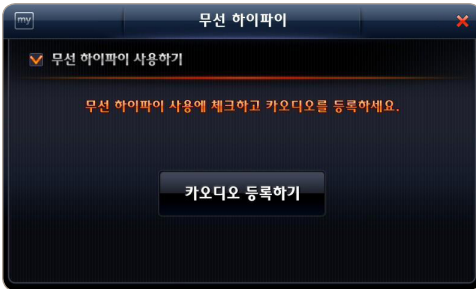 my
무선 하이파이
무선 하이파이 사용하기
무선 하이파이 사용에 체크하고 카오디오를 등록하세요.
카오디오 등록하기